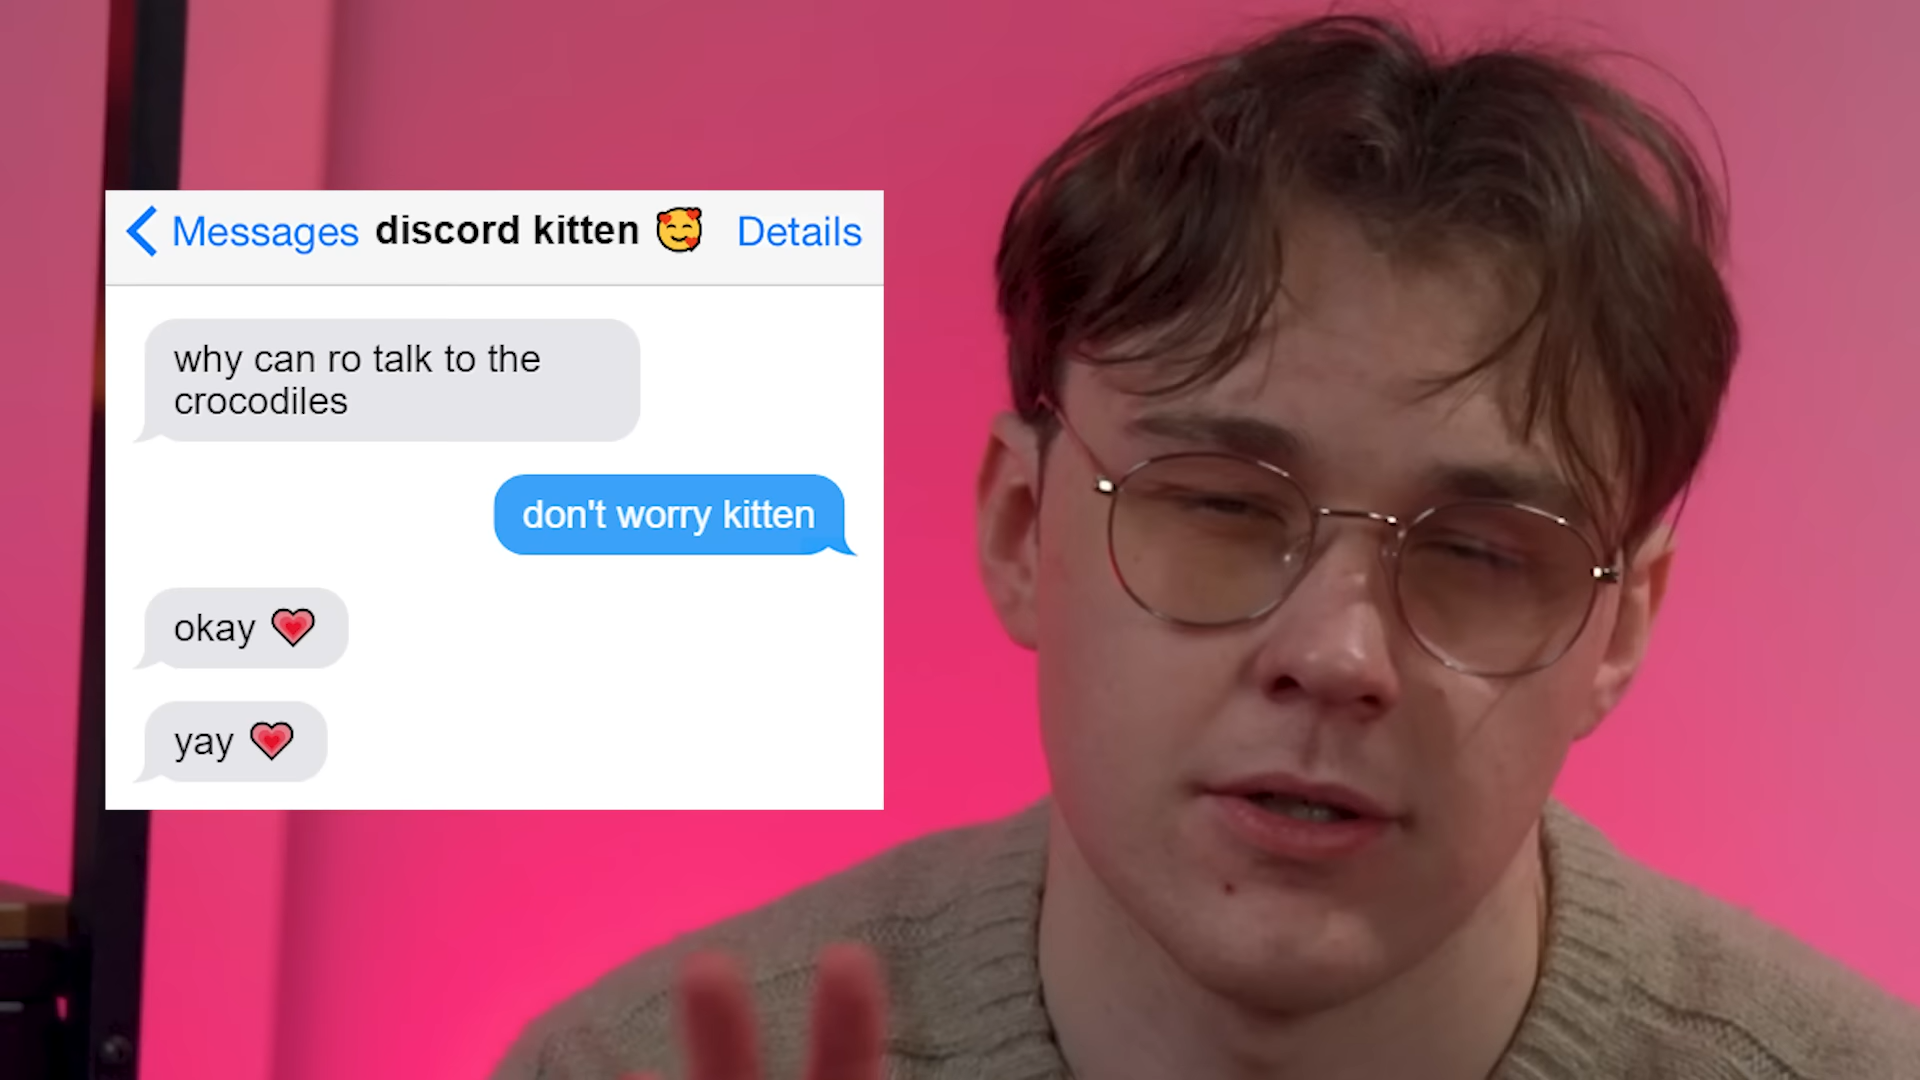 Messages discord kitten 🥰 Details
why can ro talk to the
crocodiles
don't worry kitten
okay 💗
yay 💗